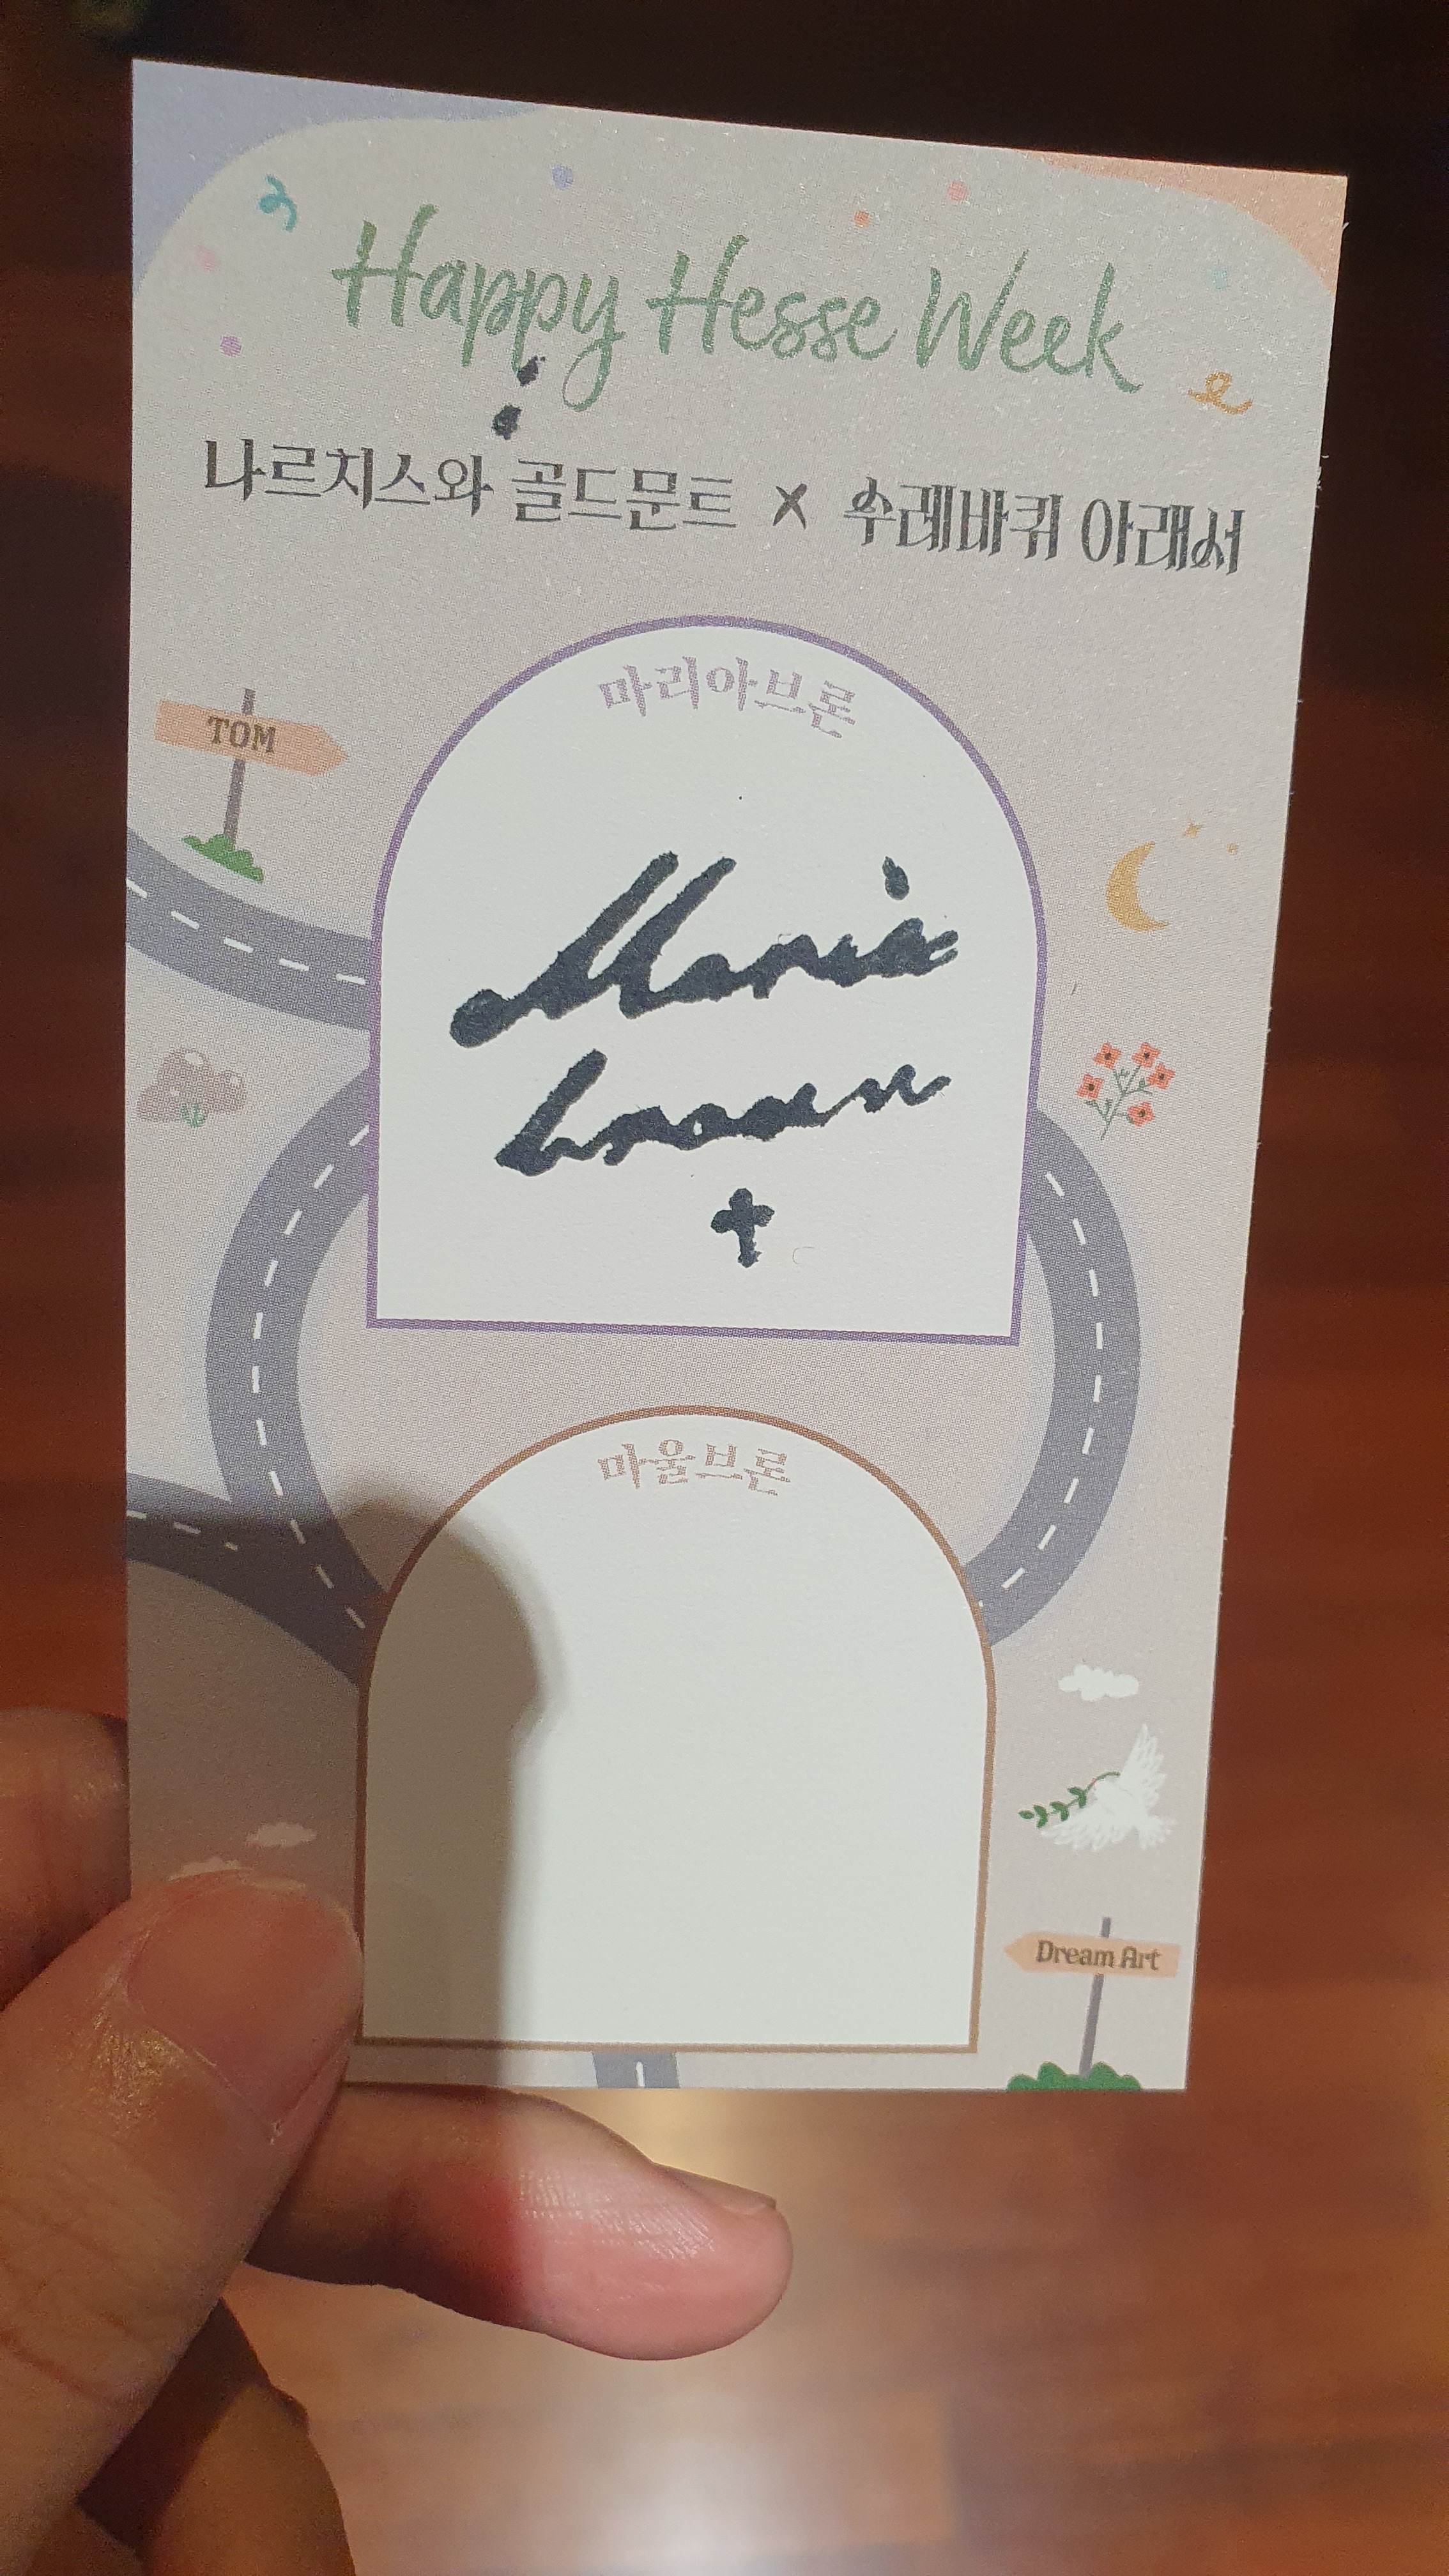 Happy Hesse Week
나르치스와 골드문트 × 수레바퀴 아래서
마리아브론
TOM
Maria
bronn
마울브론
Dream Art